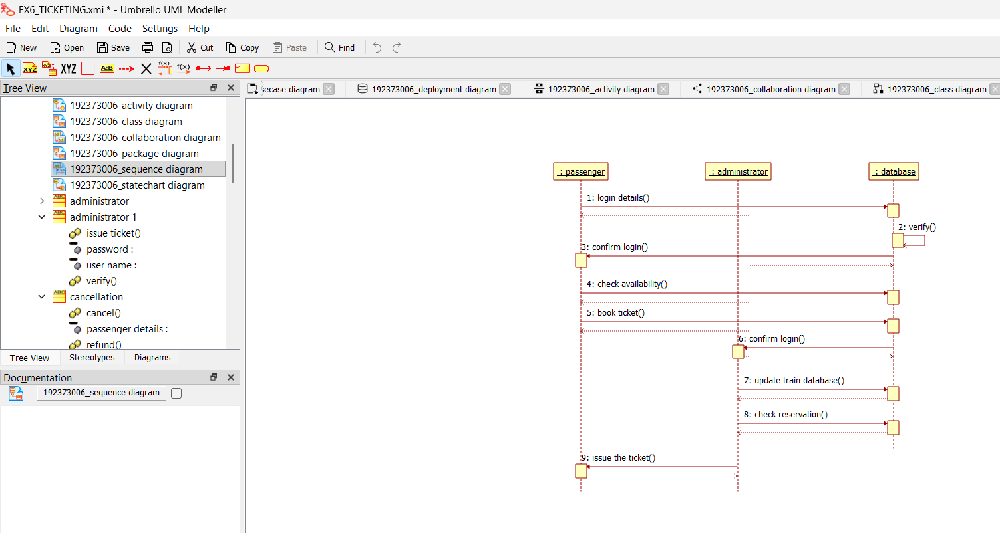 EX6_TICKETING.xmi * - Umbrello UML Modeller
File Edit Diagram Code Settings Help
New Open Save Cut Copy Paste Find
XYZ XYZ XYZ A:B f(x) f(x)
Tree View
secase diagram 192373006_deployment diagram 192373006_activity diagram 192373006_collaboration diagram 192373006_class diagram
192373006_activity diagram
192373006_class diagram
192373006_collaboration diagram
192373006_package diagram
192373006_sequence diagram
192373006_statechart diagram
ABC administrator
ABC administrator 1
issue ticket()
password :
user name :
verify()
ABC cancellation
cancel()
passenger details :
refund()
Tree View Stereotypes Diagrams
Documentation
192373006_sequence diagram
: passenger : administrator : database
1: login details()
2: verify()
3: confirm login()
4: check availability()
5: book ticket()
6: confirm login()
7: update train database()
8: check reservation()
9: issue the ticket()